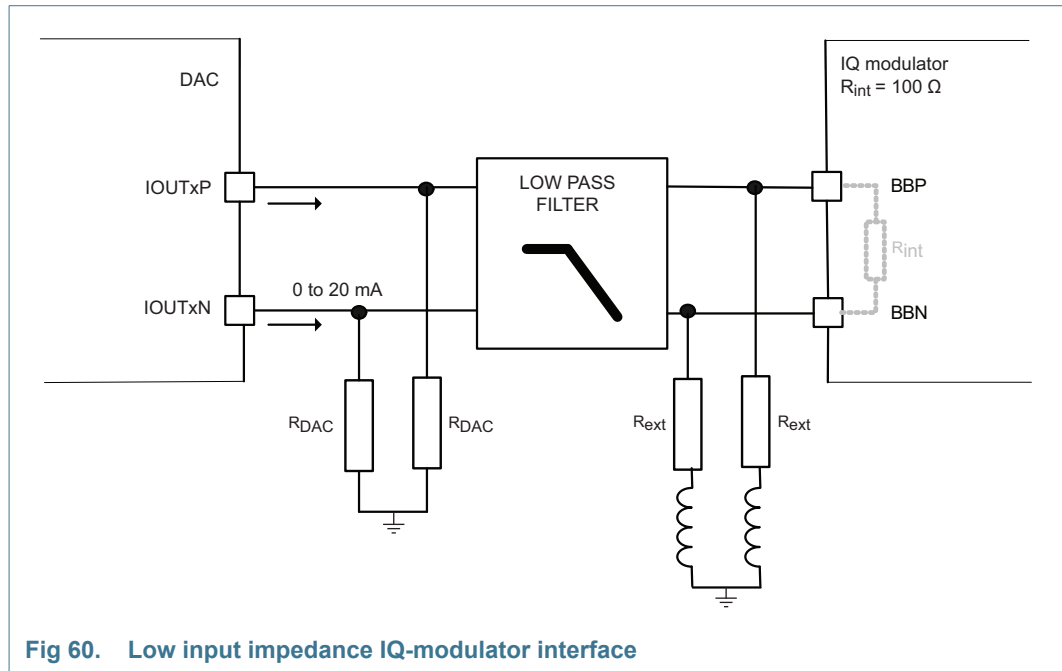 DAC
IQ modulator
Rint = 100 Ω
IOUTxP
LOW PASS
FILTER
BBP
Rint
0 to 20 mA
IOUTxN
BBN
RDAC
RDAC
Rext
Rext
Fig 60. Low input impedance IQ-modulator interface